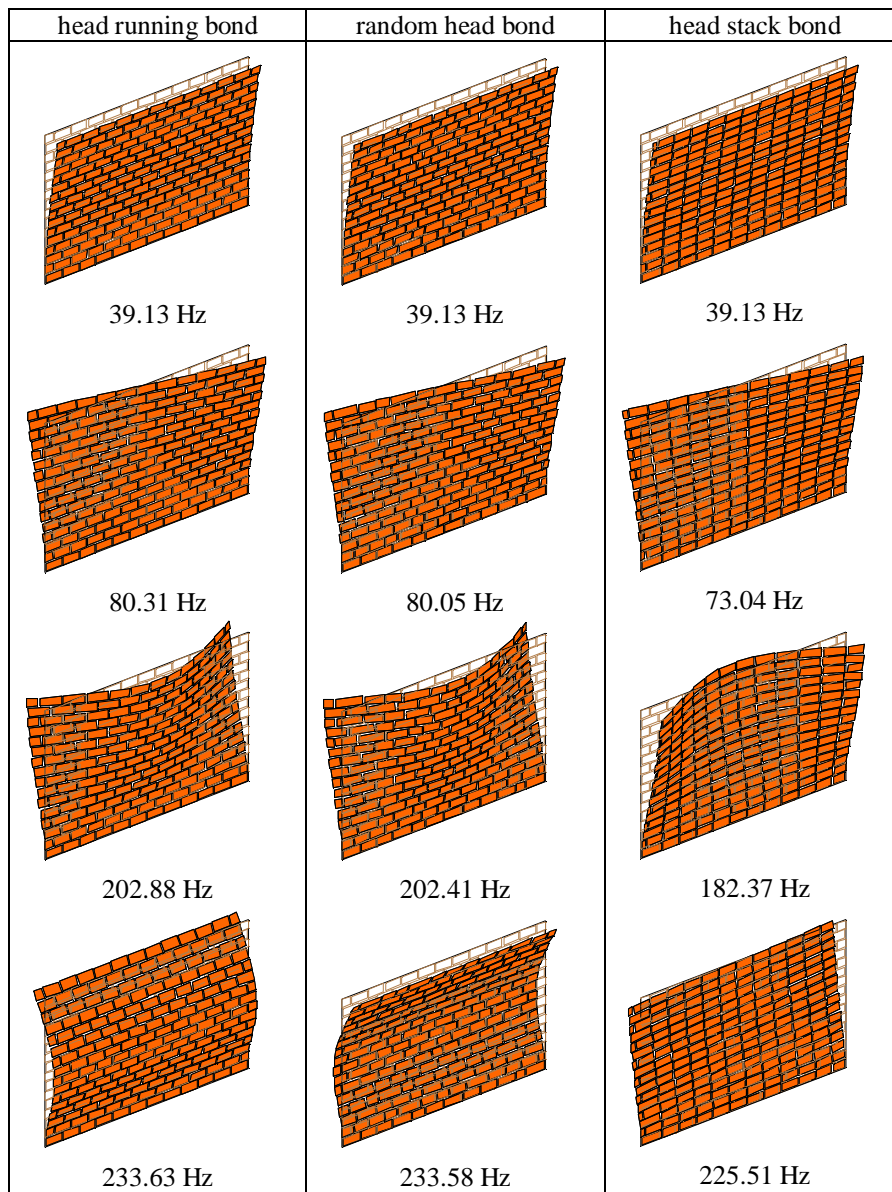 head running bond random head bond head stack bond
39.13 Hz 39.13 Hz 39.13 Hz
80.31 Hz 80.05 Hz 73.04 Hz
202.88 Hz 202.41 Hz 182.37 Hz
233.63 Hz 233.58 Hz 225.51 Hz